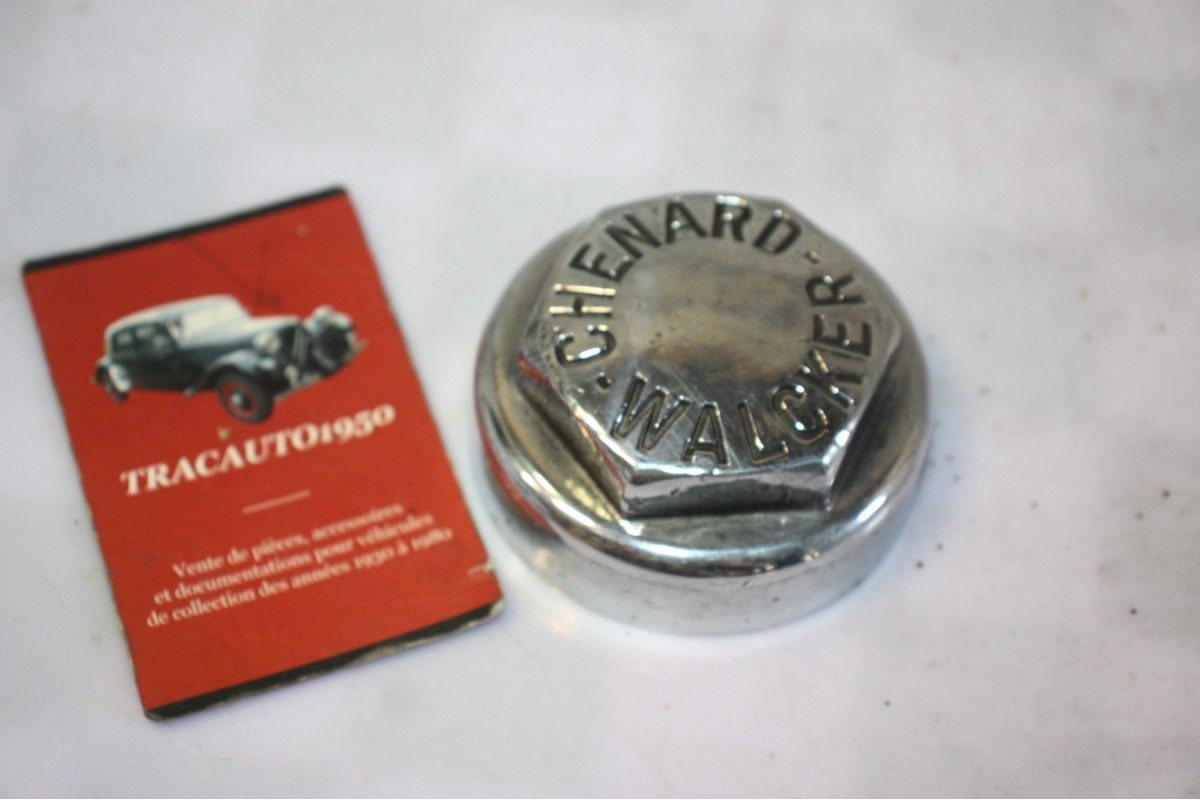 TRACAUTO1950
Vente de pièces, accessoires
et documentations pour véhicules
de collection des années 1930 à 1980
CHENARD -
WALCKER -